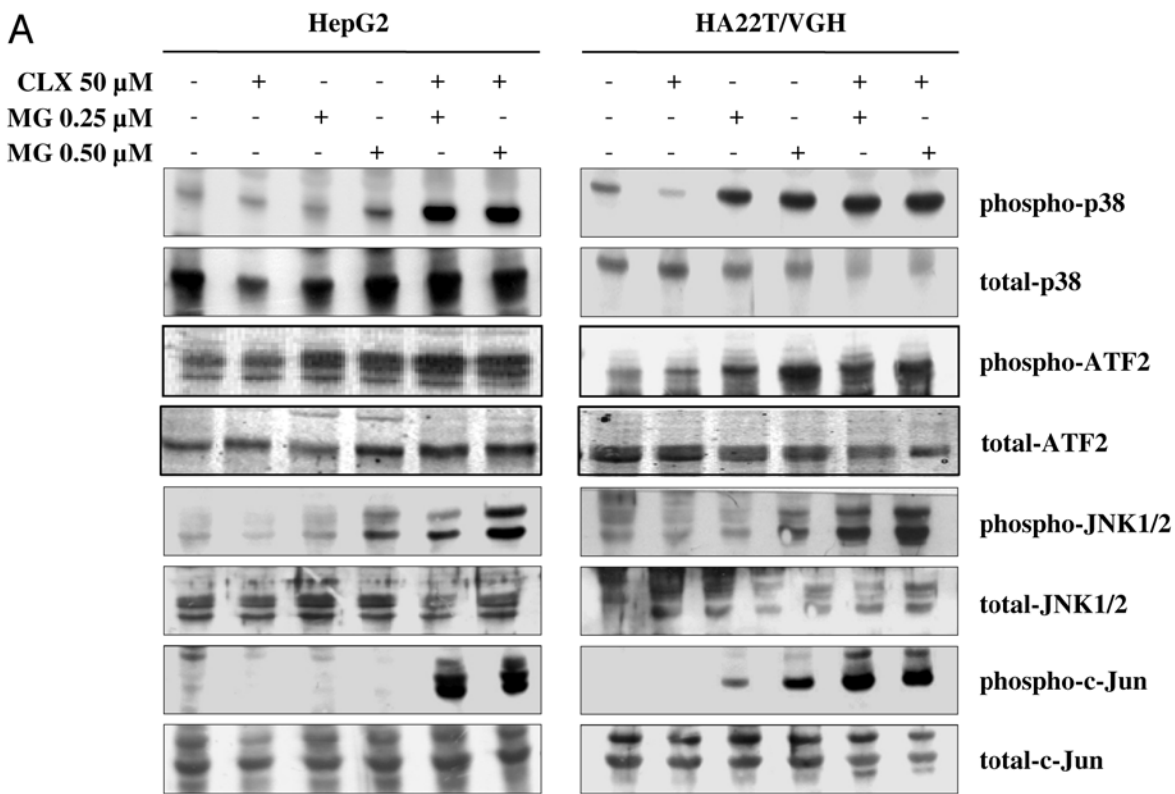 A
HepG2 HA22T/VGH
CLX 50 µM - + - - + + - + - - + +
MG 0.25 µM - - + - + - - - + - + -
MG 0.50 µM - - - + - + - - - + - +
phospho-p38
total-p38
phospho-ATF2
total-ATF2
phospho-JNK1/2
total-JNK1/2
phospho-c-Jun
total-c-Jun